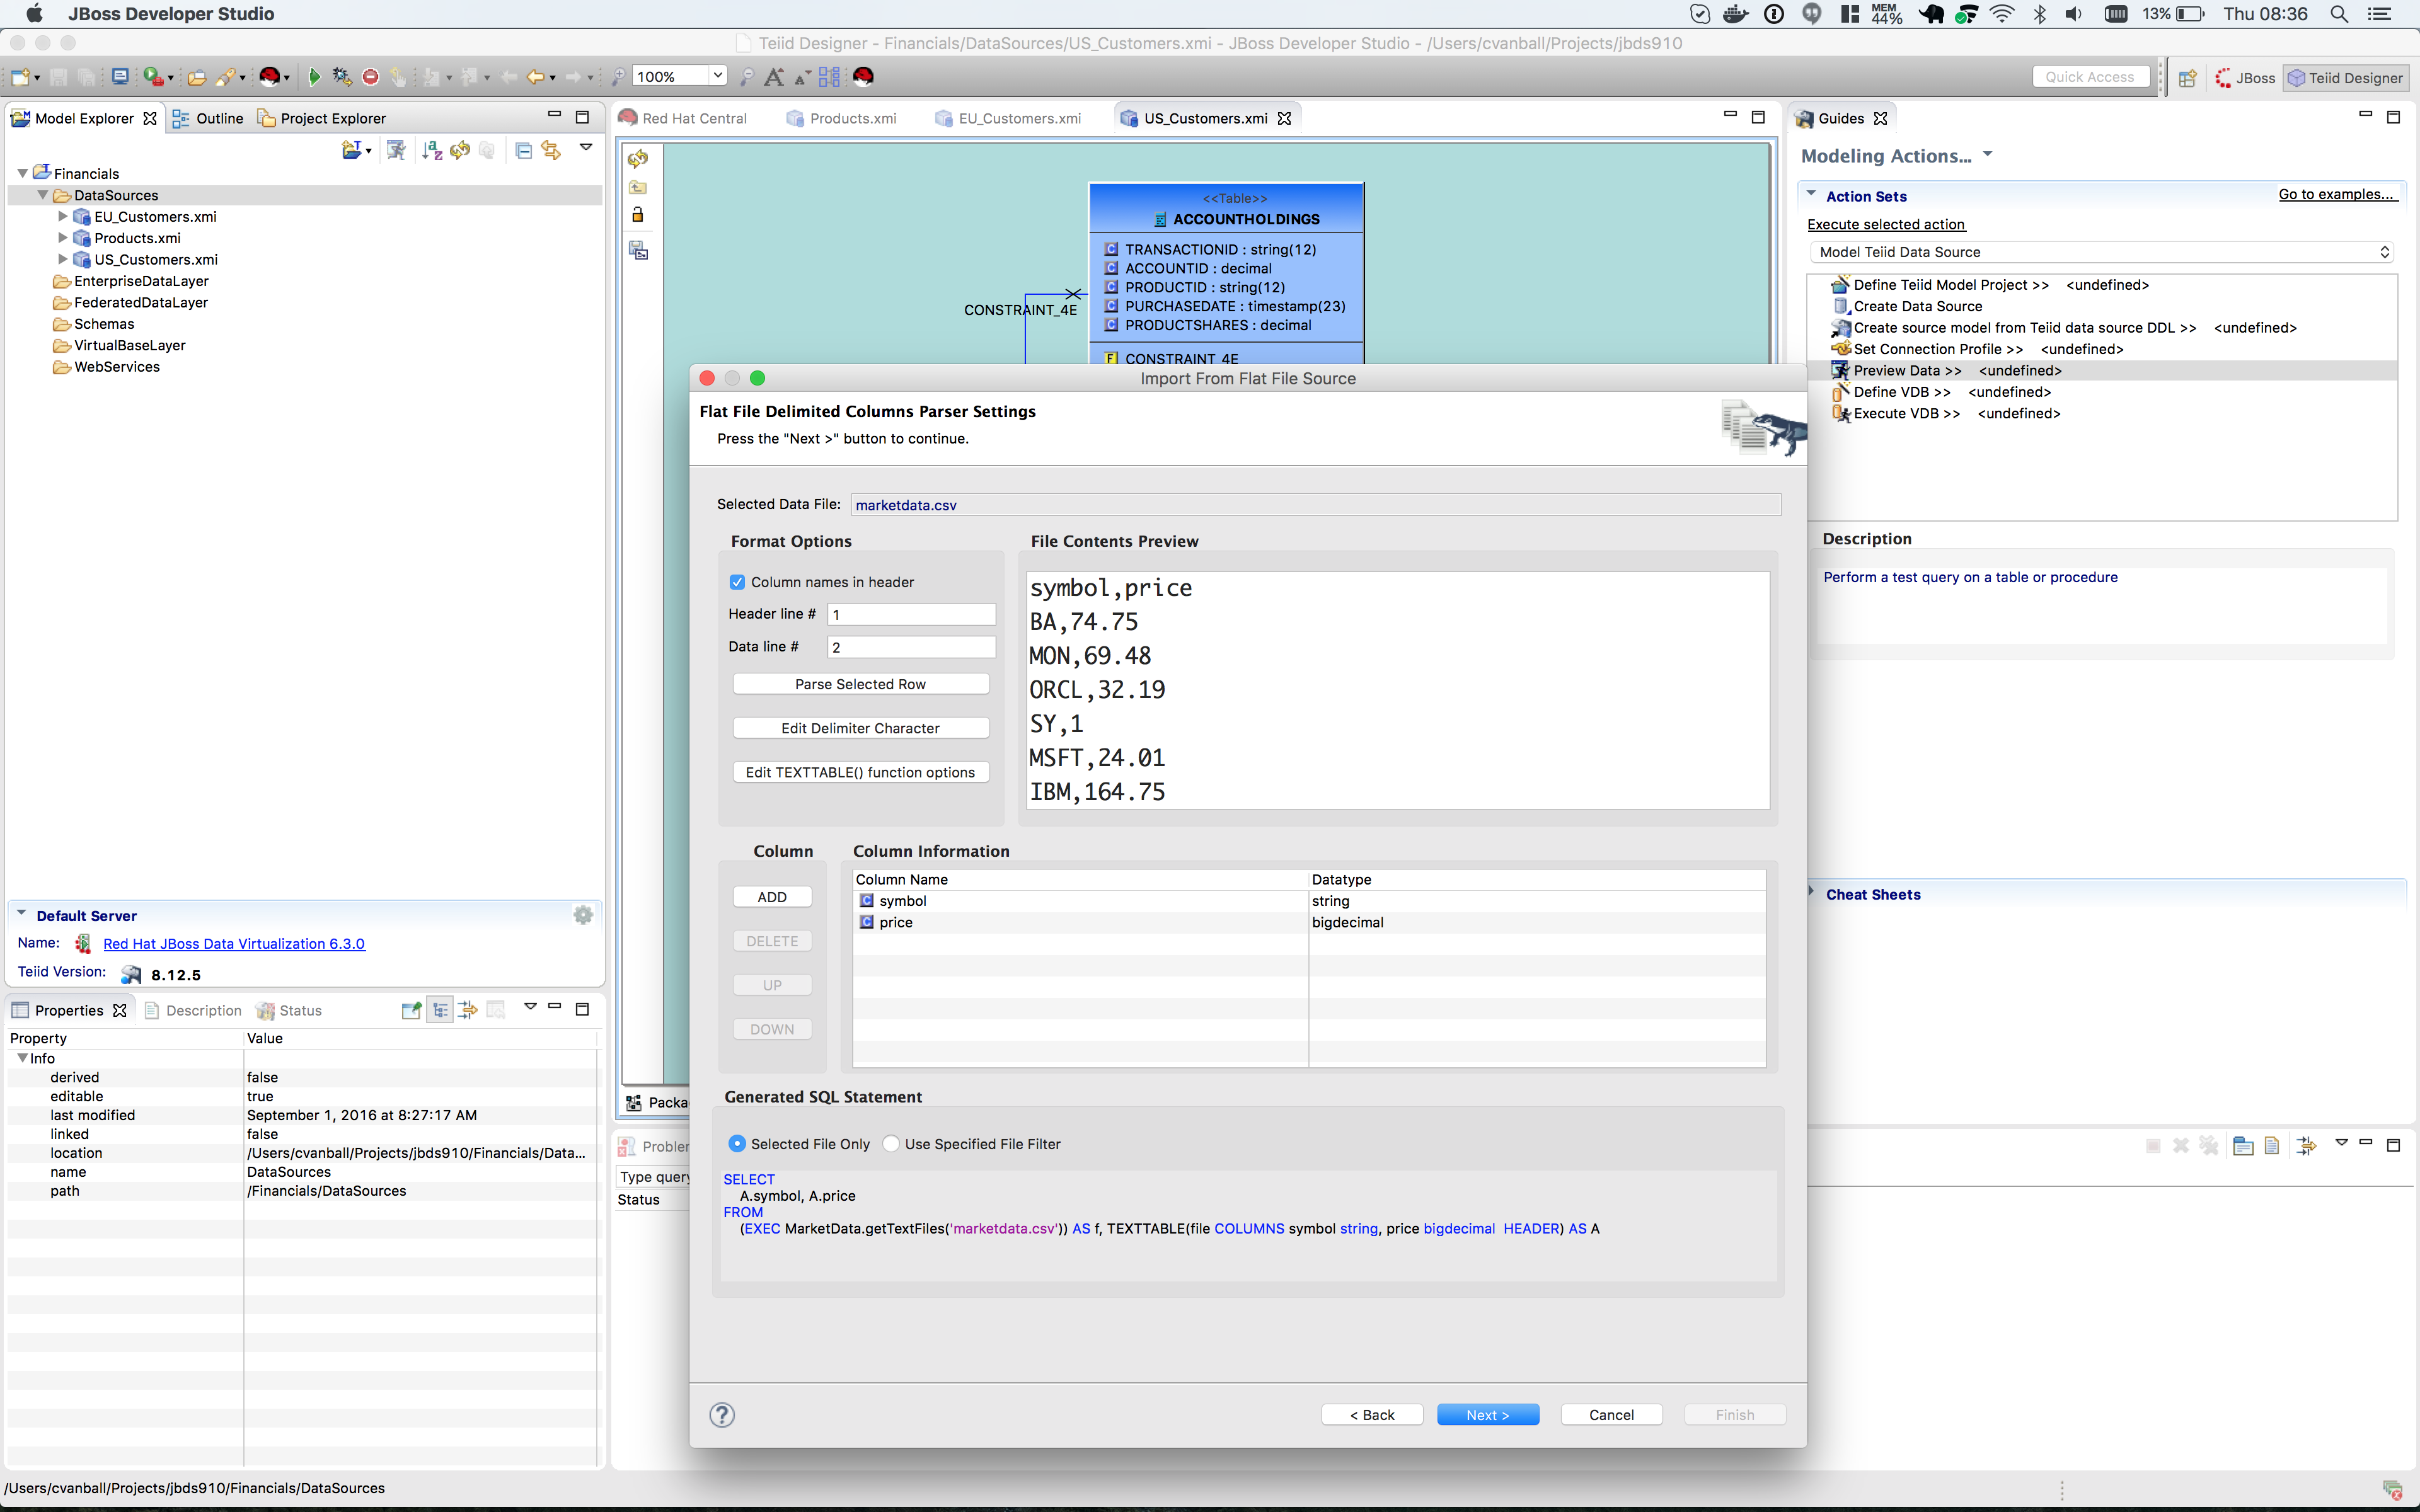 JBoss Developer Studio
MEM 44%
13%
Thu 08:36
Teiid Designer - Financials/DataSources/US_Customers.xmi - JBoss Developer Studio - /Users/cvanball/Projects/jbds910
100%
Quick Access
JBoss
Teiid Designer
Model Explorer
Outline
Project Explorer
Financials
DataSources
EU_Customers.xmi
Products.xmi
US_Customers.xmi
EnterpriseDataLayer
FederatedDataLayer
Schemas
VirtualBaseLayer
WebServices
Default Server
Name: Red Hat JBoss Data Virtualization 6.3.0
Teiid Version: 8.12.5
Properties
Description
Status
Property Value
Info
derived false
editable true
last modified September 1, 2016 at 8:27:17 AM
linked false
location /Users/cvanball/Projects/jbds910/Financials/Data...
name DataSources
path /Financials/DataSources
/Users/cvanball/Projects/jbds910/Financials/DataSources
Red Hat Central
Products.xmi
EU_Customers.xmi
US_Customers.xmi
<<Table>>
ACCOUNTHOLDINGS
TRANSACTIONID : string(12)
ACCOUNTID : decimal
PRODUCTID : string(12)
PURCHASEDATE : timestamp(23)
PRODUCTSHARES : decimal
CONSTRAINT_4E
CONSTRAINT_4E
Packa
Problem
Type query
Status
Import From Flat File Source
Flat File Delimited Columns Parser Settings
Press the "Next >" button to continue.
Selected Data File: marketdata.csv
Format Options
Column names in header
Header line # 1
Data line # 2
Parse Selected Row
Edit Delimiter Character
Edit TEXTTABLE() function options
File Contents Preview
symbol,price
BA,74.75
MON,69.48
ORCL,32.19
SY,1
MSFT,24.01
IBM,164.75
Column
ADD
DELETE
UP
DOWN
Column Information
Column Name Datatype
symbol string
price bigdecimal
Generated SQL Statement
Selected File Only
Use Specified File Filter
SELECT
A.symbol, A.price
FROM
(EXEC MarketData.getTextFiles('marketdata.csv')) AS f, TEXTTABLE(file COLUMNS symbol string, price bigdecimal HEADER) AS A
< Back
Next >
Cancel
Finish
Guides
Modeling Actions...
Action Sets
Go to examples...
Execute selected action
Model Teiid Data Source
Define Teiid Model Project >> <undefined>
Create Data Source
Create source model from Teiid data source DDL >> <undefined>
Set Connection Profile >> <undefined>
Preview Data >> <undefined>
Define VDB >> <undefined>
Execute VDB >> <undefined>
Description
Perform a test query on a table or procedure
Cheat Sheets